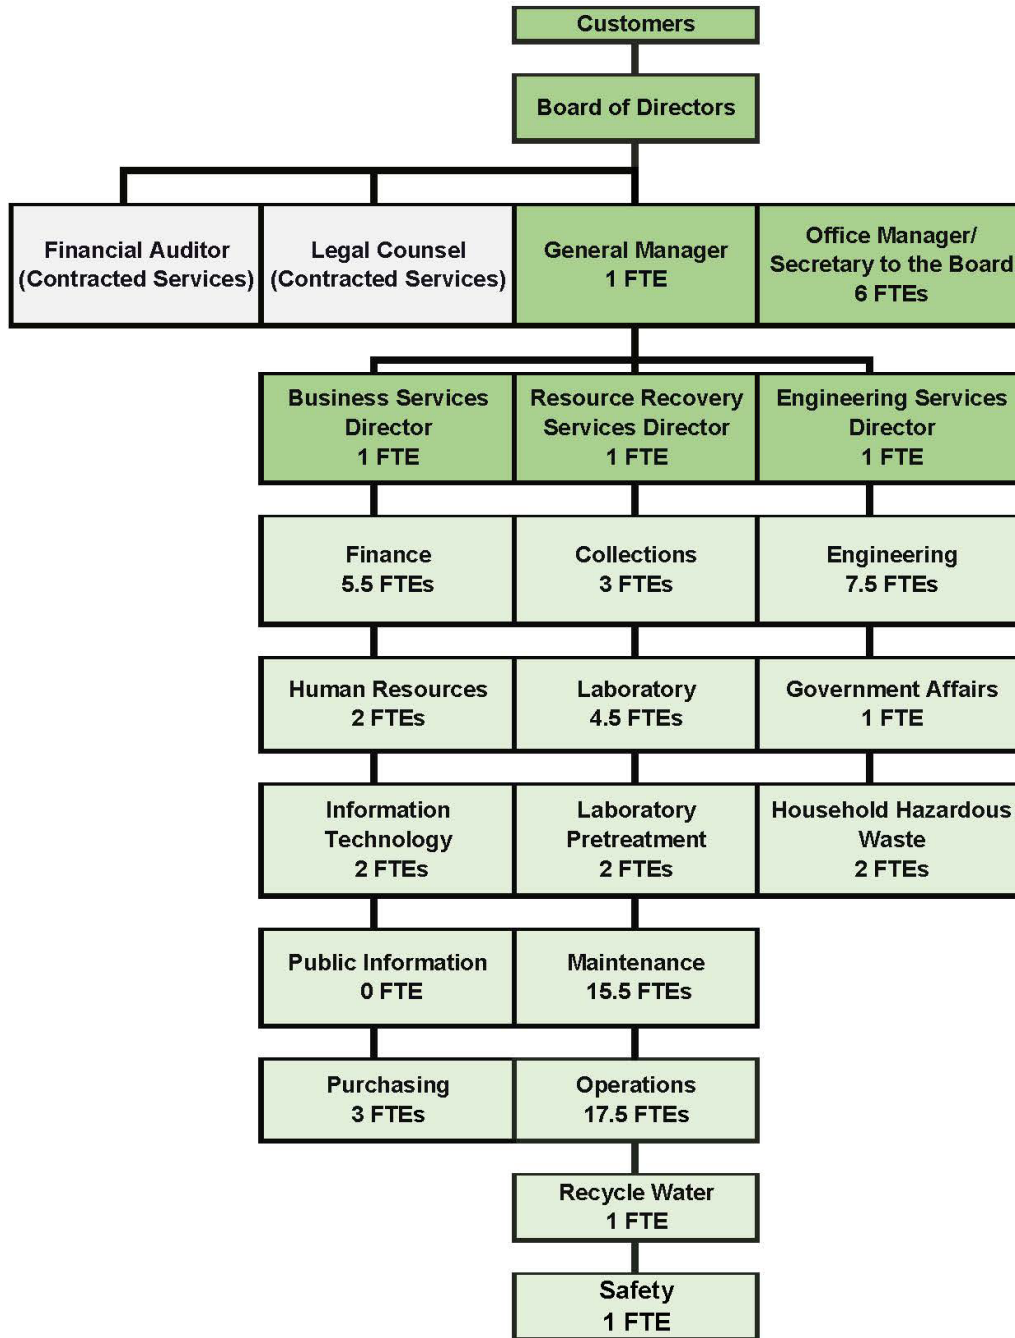 Customers
Board of Directors
Financial Auditor
(Contracted Services)
Legal Counsel
(Contracted Services)
General Manager
1 FTE
Office Manager/
Secretary to the Board
6 FTEs
Business Services
Director
1 FTE
Resource Recovery
Services Director
1 FTE
Engineering Services
Director
1 FTE
Finance
5.5 FTEs
Collections
3 FTEs
Engineering
7.5 FTEs
Human Resources
2 FTEs
Laboratory
4.5 FTEs
Government Affairs
1 FTE
Information
Technology
2 FTEs
Laboratory
Pretreatment
2 FTEs
Household Hazardous
Waste
2 FTEs
Public Information
0 FTE
Maintenance
15.5 FTEs
Purchasing
3 FTEs
Operations
17.5 FTEs
Recycle Water
1 FTE
Safety
1 FTE